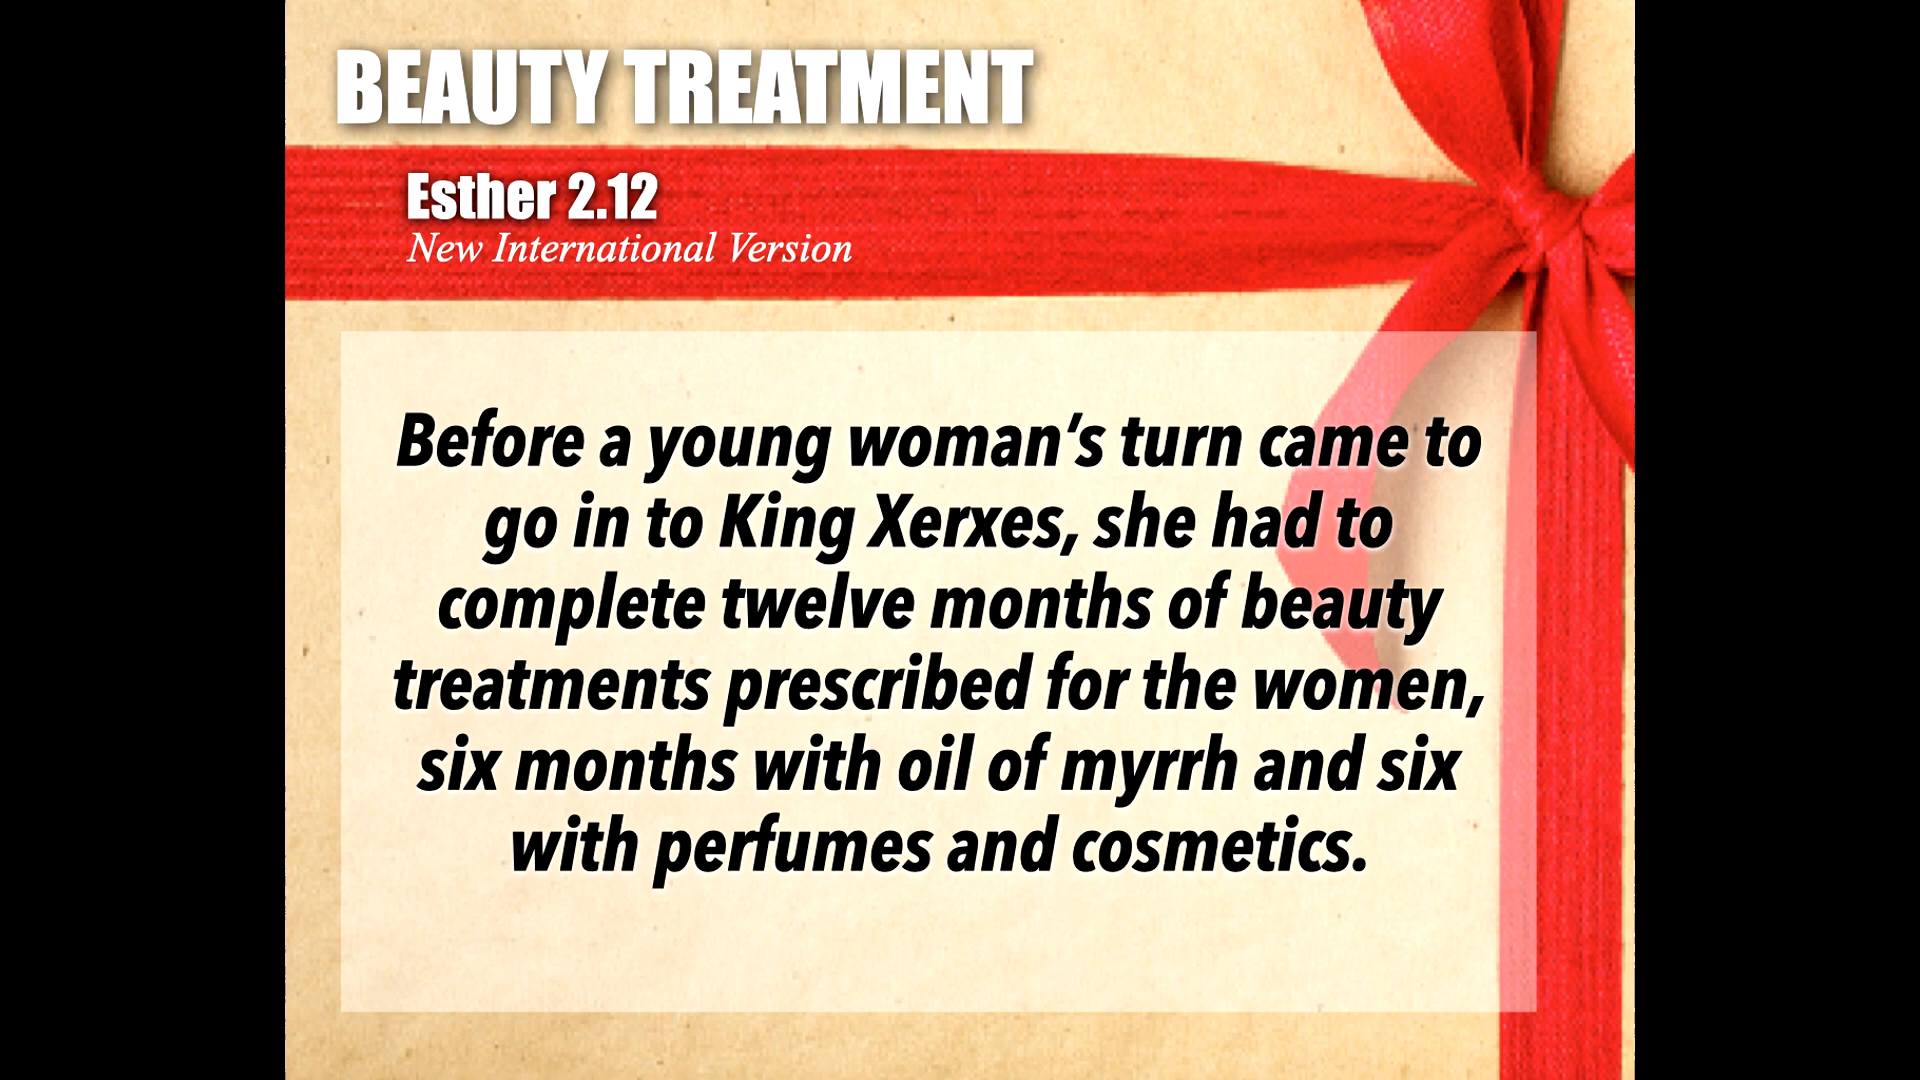 BEAUTY TREATMENT
Esther 2.12
New International Version
Before a young woman‘s turn came to
go in to King Xerxes, she had to
complete twelve months of beauty
treatments prescribed for the women,
six months with oil of myrrh and six
with perfumes and cosmetics.